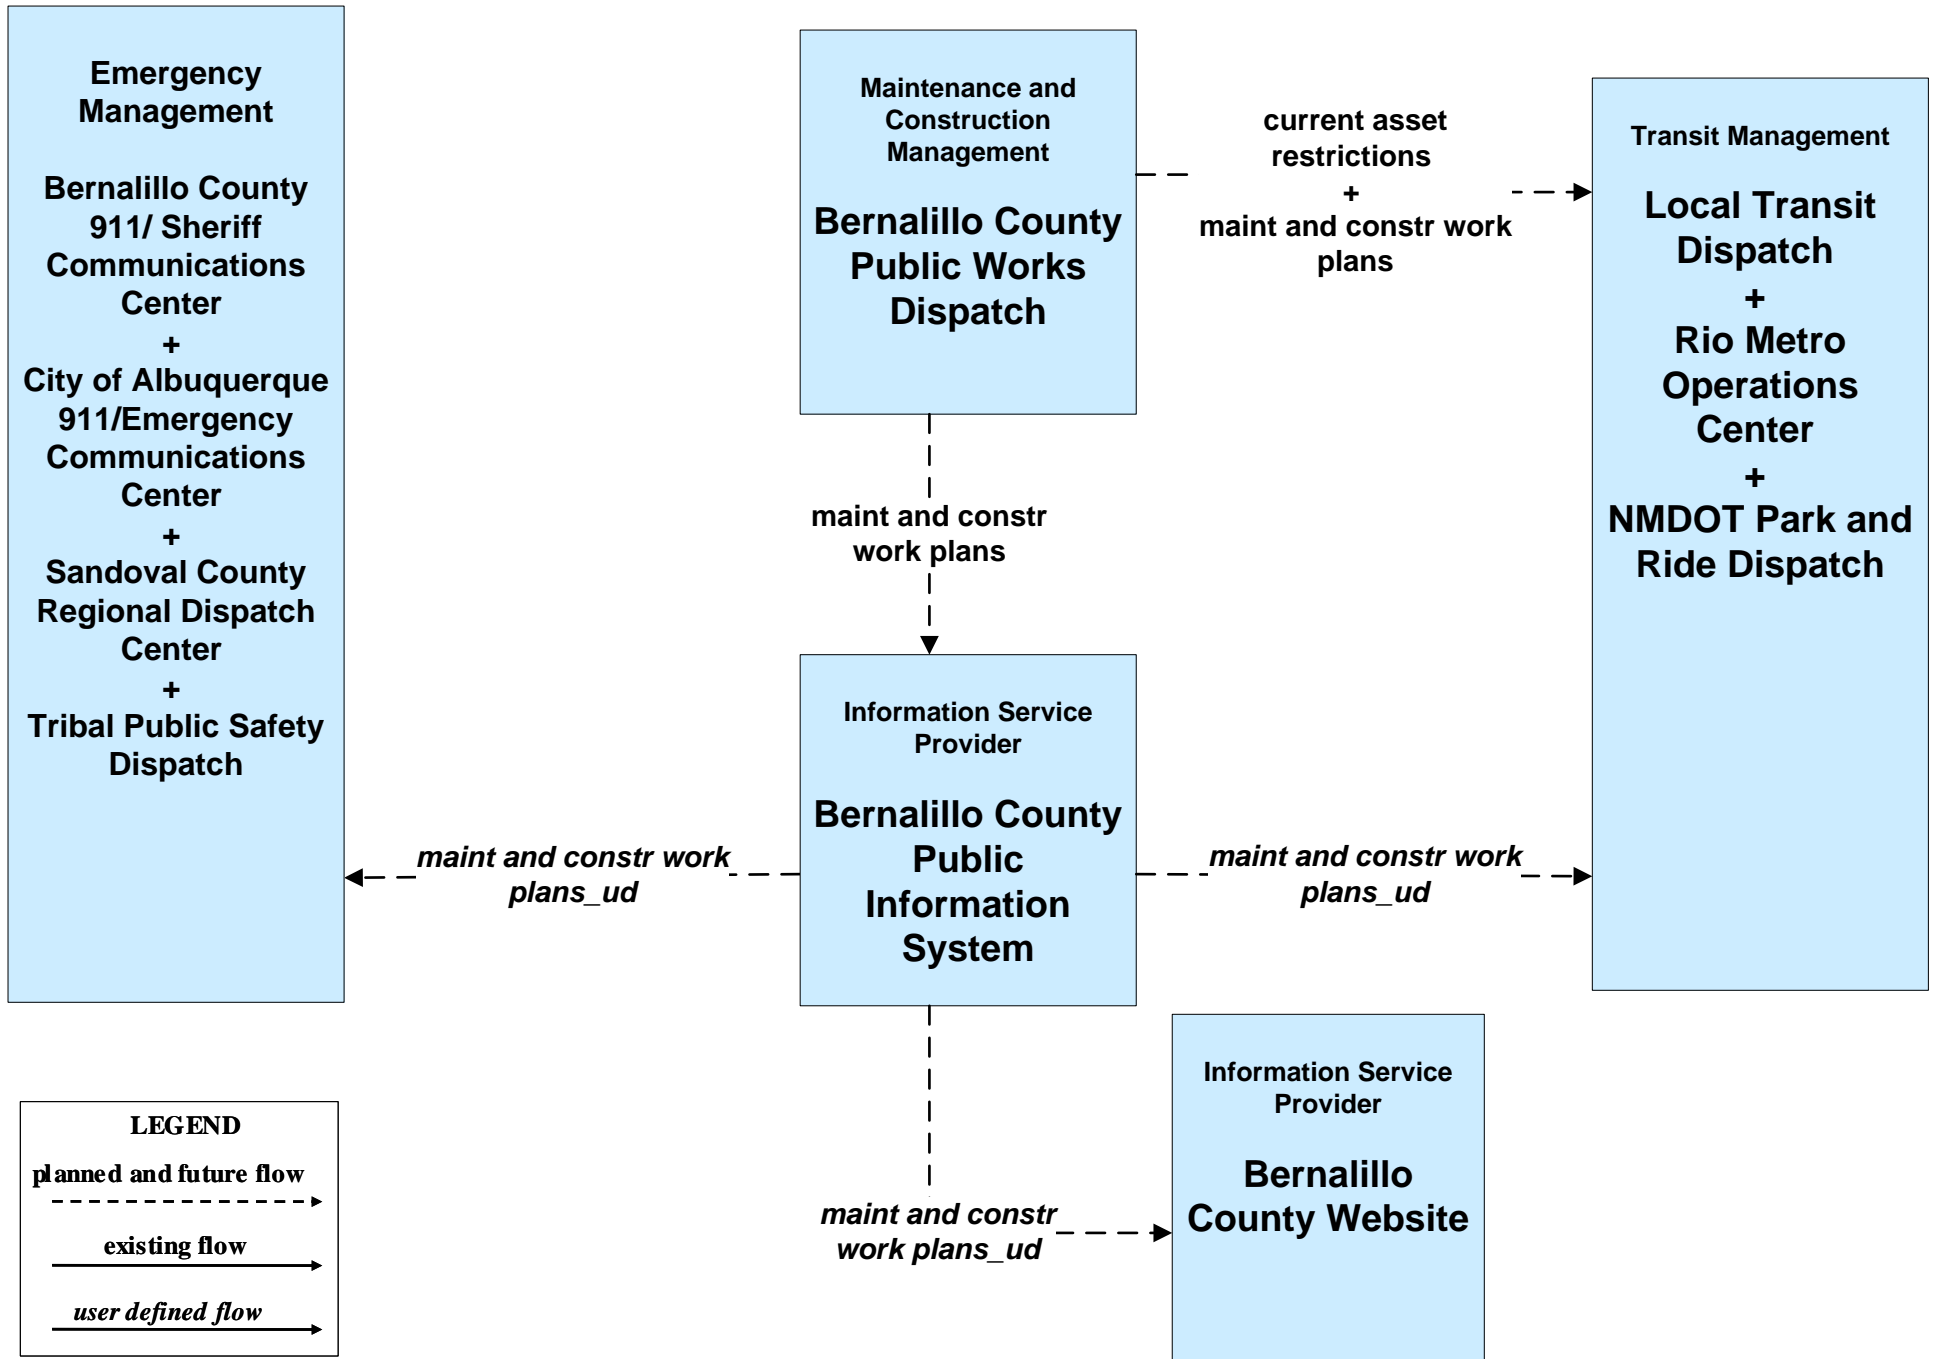 Emergency
Management
Bernalillo County
911/ Sheriff
Communications
Center
+
City of Albuquerque
911/Emergency
Communications
Center
+
Sandoval County
Regional Dispatch
Center
+
Tribal Public Safety
Dispatch
Maintenance and
Construction
Management
Bernalillo County
Public Works
Dispatch
current asset
restrictions
+
maint and constr work
plans
Transit Management
Local Transit
Dispatch
+
Rio Metro
Operations
Center
+
NMDOT Park and
Ride Dispatch
maint and constr
work plans
Information Service
Provider
Bernalillo County
Public
Information
System
maint and constr work
plans_ud
maint and constr work
plans_ud
maint and constr
work plans_ud
Information Service
Provider
Bernalillo
County Website
LEGEND
planned and future flow
existing flow
user defined flow